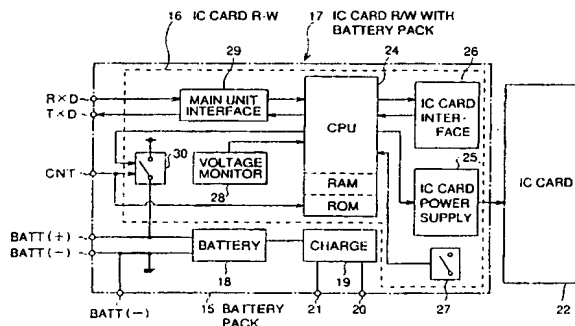 16 IC CARD R-W
17 IC CARD R/W WITH
BATTERY PACK
29
24
26
R×D
T×D
MAIN UNIT
INTERFACE
CPU
IC CARD
INTER-
FACE
CNT
30
VOLTAGE
MONITOR
28
RAM
ROM
25
IC CARD
POWER
SUPPLY
IC CARD
BATT(+)
BATT(-)
BATTERY
18
CHARGE
19
27
BATT(-)
15 BATTERY
PACK
21
20
22